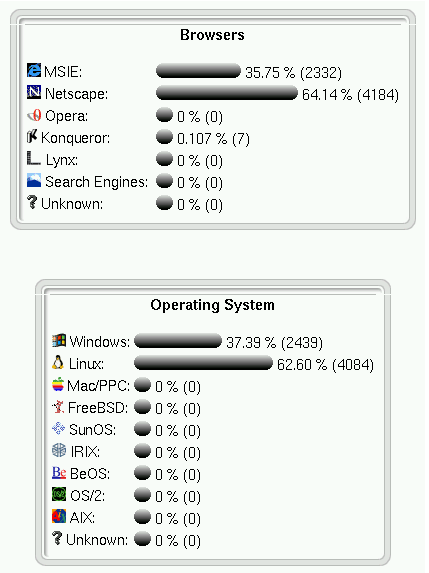 Browsers
MSIE: 35.75 % (2332)
Netscape: 64.14 % (4184)
Opera: 0 % (0)
Konqueror: 0.107 % (7)
Lynx: 0 % (0)
Search Engines: 0 % (0)
Unknown: 0 % (0)
Operating System
Windows: 37.39 % (2439)
Linux: 62.60 % (4084)
Mac/PPC: 0 % (0)
FreeBSD: 0 % (0)
SunOS: 0 % (0)
IRIX: 0 % (0)
Be BeOS: 0 % (0)
OS/2: 0 % (0)
AIX: 0 % (0)
Unknown: 0 % (0)